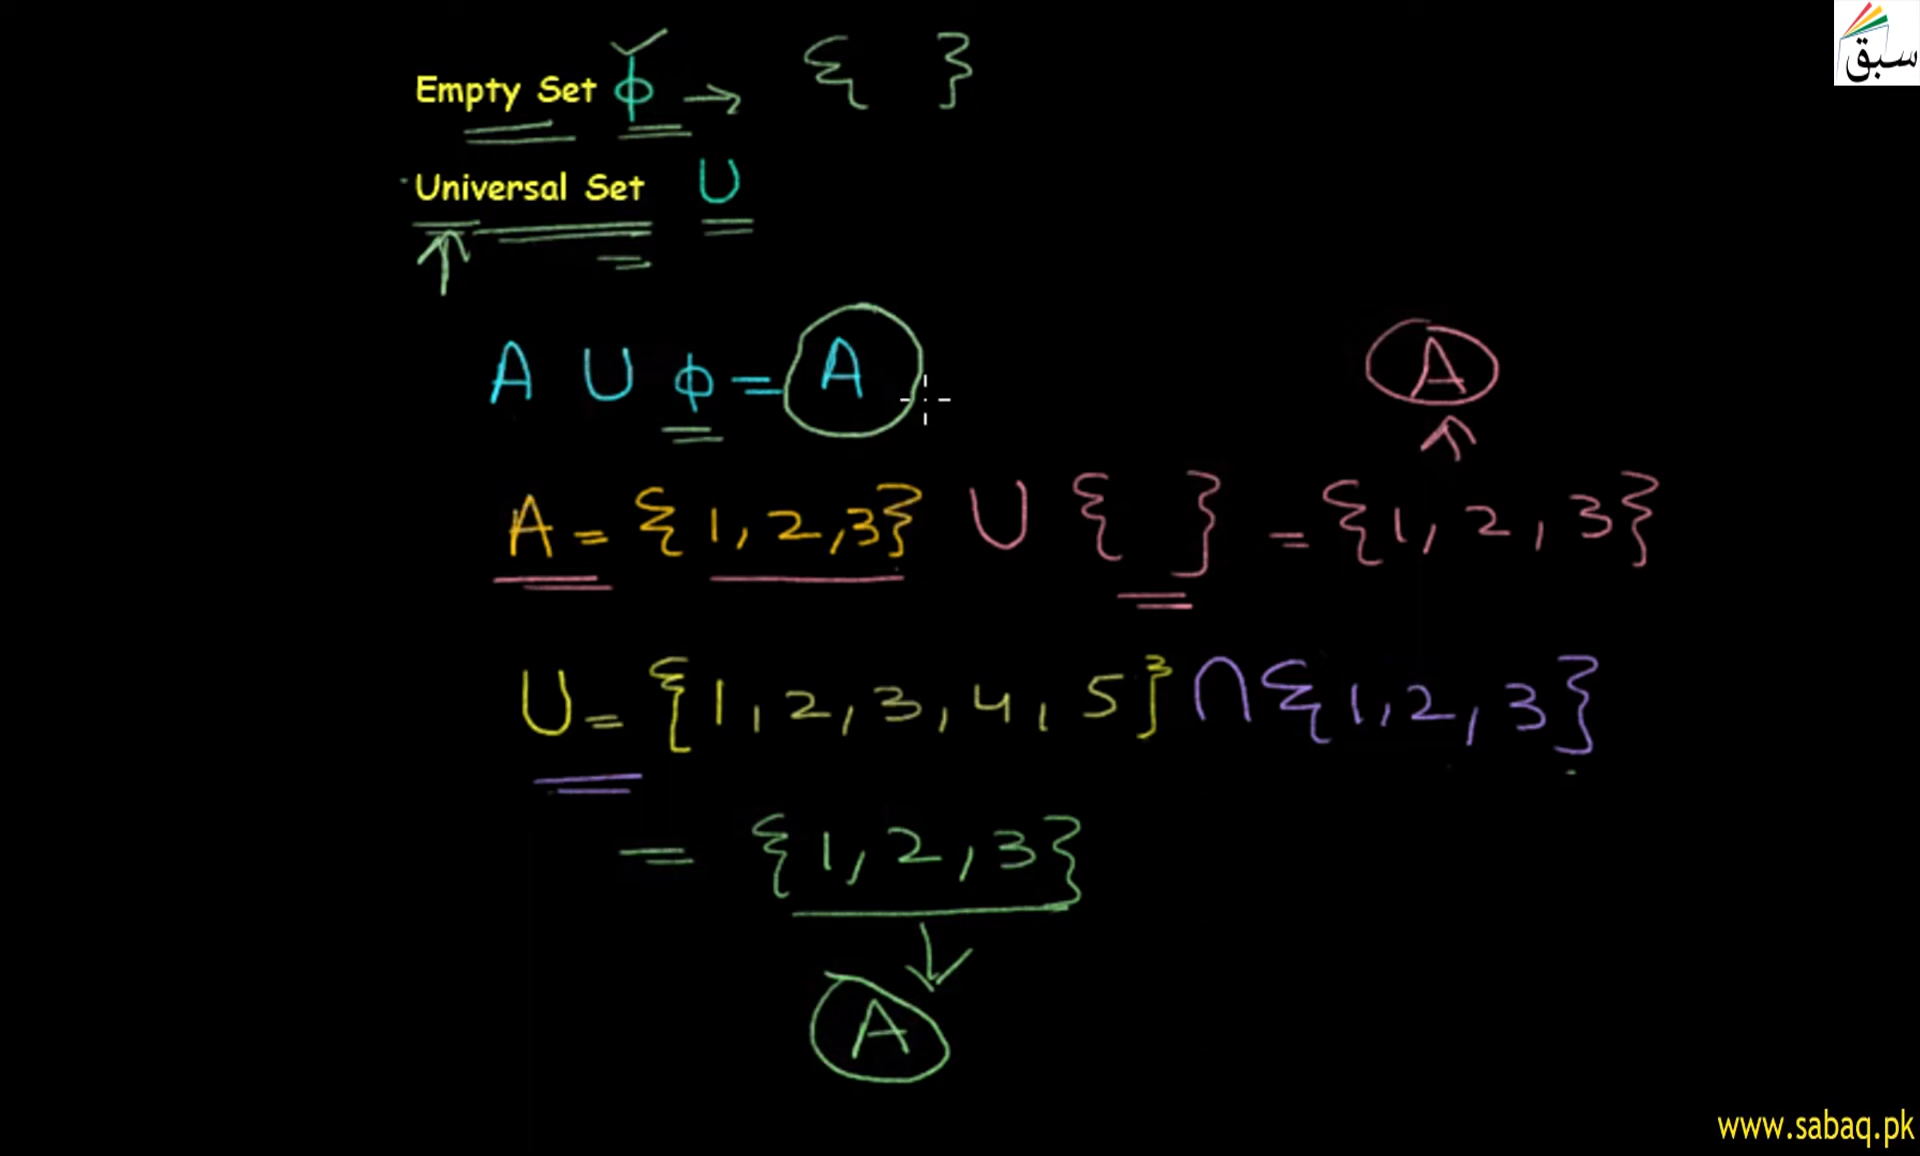 سبق
Empty Set ϕ → { }
Universal Set U
A ∪ ϕ = A
A
A = {1, 2, 3} ∪ { } = {1, 2, 3}
U = {1, 2, 3, 4, 5} ∩ {1, 2, 3}
= {1, 2, 3}
A
www.sabaq.pk